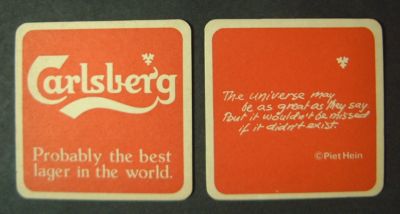 Carlsberg
Probably the best
lager in the world.
The universe may
be as great as they say.
But it wouldn't be missed
if it didn't exist.
©Piet Hein